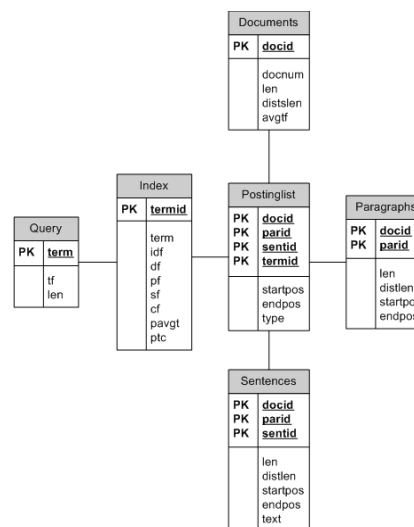 Documents
PK docid
docnum
len
distslen
avgtf
Index
PK termid
term
idf
df
pf
sf
cf
pavgt
ptc
Query
PK term
tf
len
Postinglist
PK docid
PK parid
PK sentid
PK termid
startpos
endpos
type
Paragraphs
PK docid
PK parid
len
distlen
startpos
endpos
Sentences
PK docid
PK parid
PK sentid
len
distlen
startpos
endpos
text